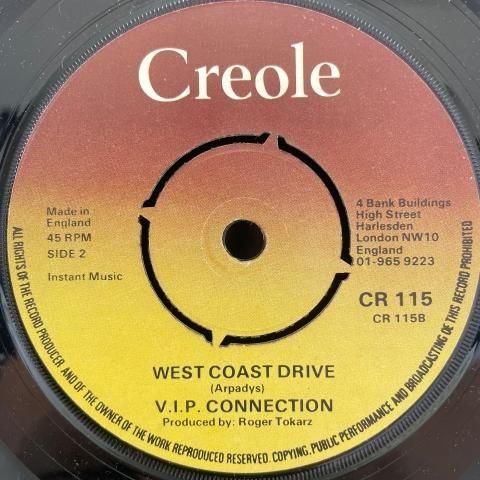 Creole
Made in
England
45 RPM
SIDE 2
Instant Music
4 Bank Buildings
High Street
Harlesden
London NW10
England
01-965 9223
CR 115
CR 115B
WEST COAST DRIVE
(Arpadys)
V.I.P. CONNECTION
Produced by: Roger Tokarz
ALL RIGHTS OF THE RECORD PRODUCER AND OF THE OWNER OF THE WORK REPRODUCED RESERVED. COPYING, PUBLIC PERFORMANCE AND BROADCASTING OF THIS RECORD PROHIBITED